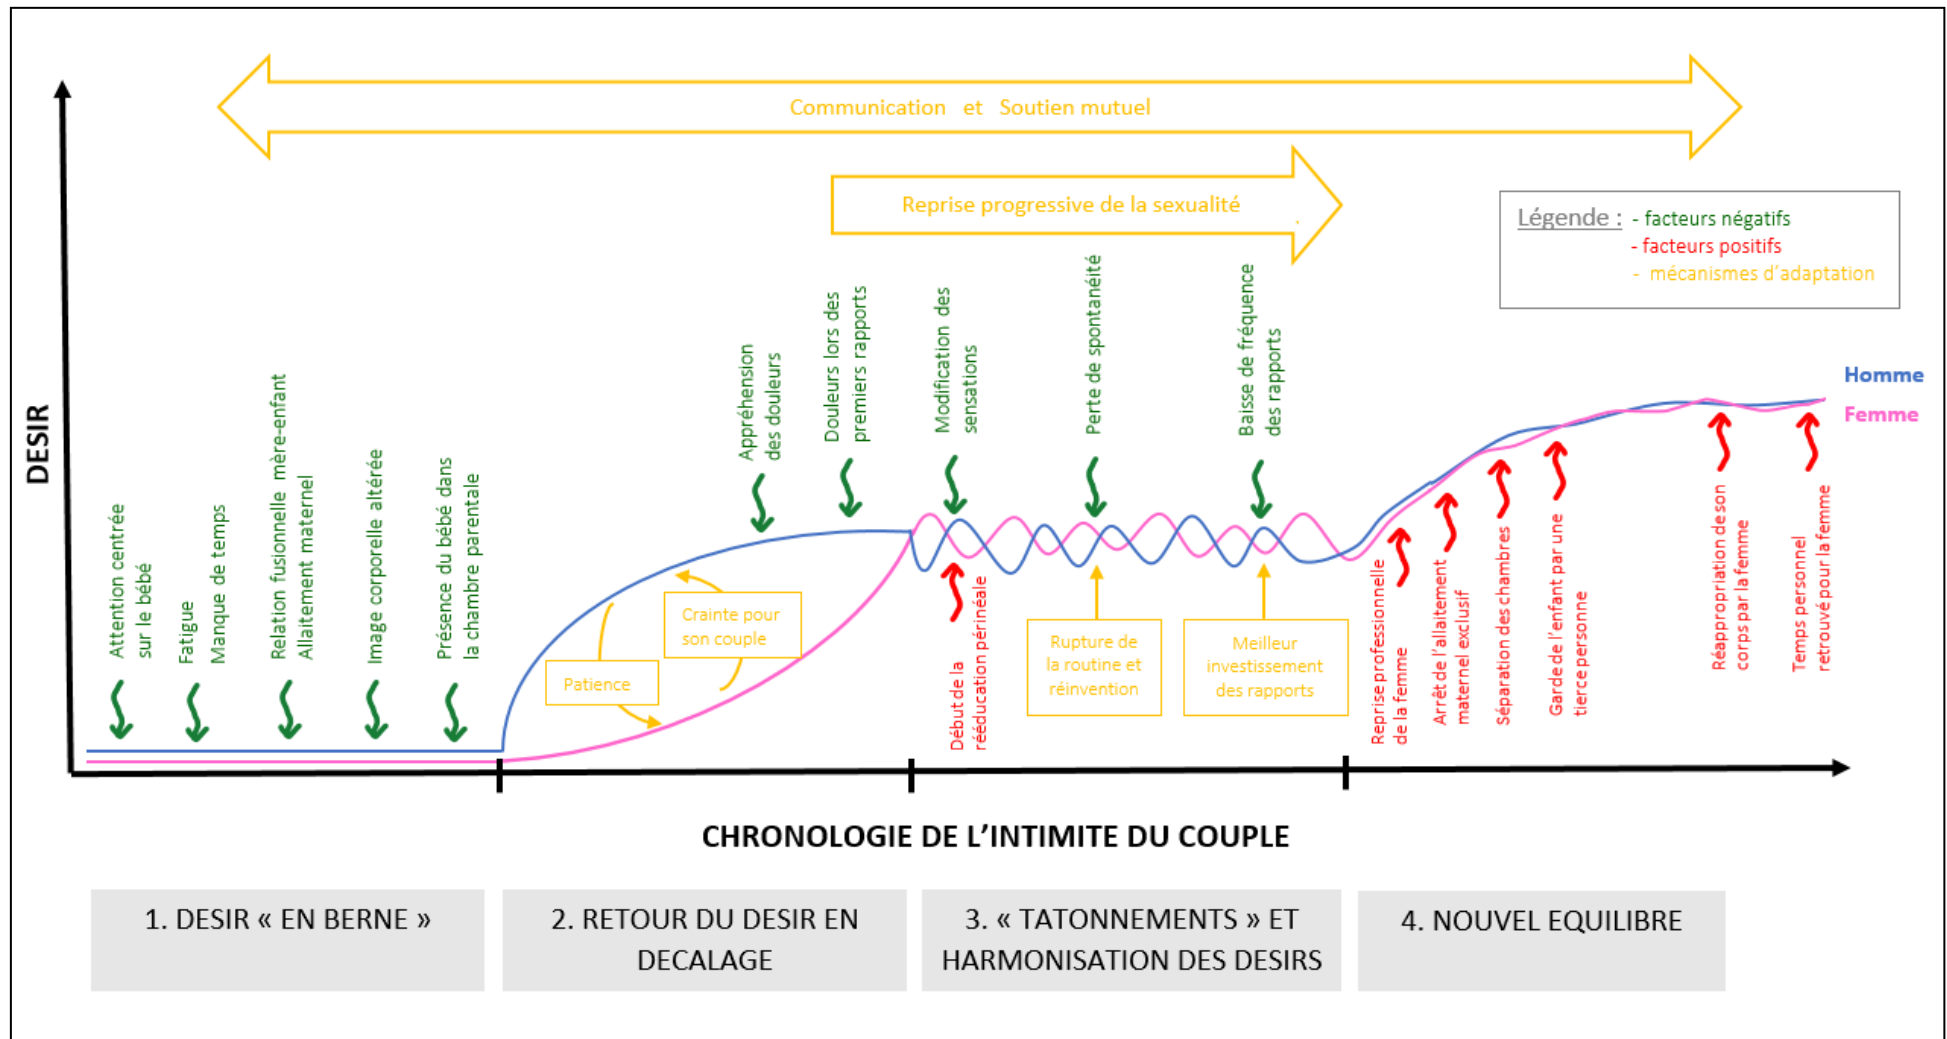 Communication et Soutien mutuel
Reprise progressive de la sexualité
Légende : - facteurs négatifs
- facteurs positifs
- mécanismes d'adaptation
DESIR
Homme
Femme
Attention centrée
sur le bébé
Fatigue
Manque de temps
Relation fusionnelle mère-enfant
Allaitement maternel
Image corporelle altérée
Présence du bébé dans
la chambre parentale
Appréhension
des douleurs
Douleurs lors des
premiers rapports
Modification des
sensations
Perte de spontanéité
Baisse de fréquence
des rapports
Patience
Crainte pour
son couple
Début de la
rééducation périnéale
Rupture de
la routine et
réinvention
Meilleur
investissement
des rapports
Reprise professionnelle
de la femme
Arrêt de l'allaitement
maternel exclusif
Séparation des chambres
Garde de l'enfant par une
tierce personne
Réappropriation de son
corps par la femme
Temps personnel
retrouvé pour la femme
CHRONOLOGIE DE L'INTIMITE DU COUPLE
1. DESIR « EN BERNE »
2. RETOUR DU DESIR EN
DECALAGE
3. « TATONNEMENTS » ET
HARMONISATION DES DESIRS
4. NOUVEL EQUILIBRE